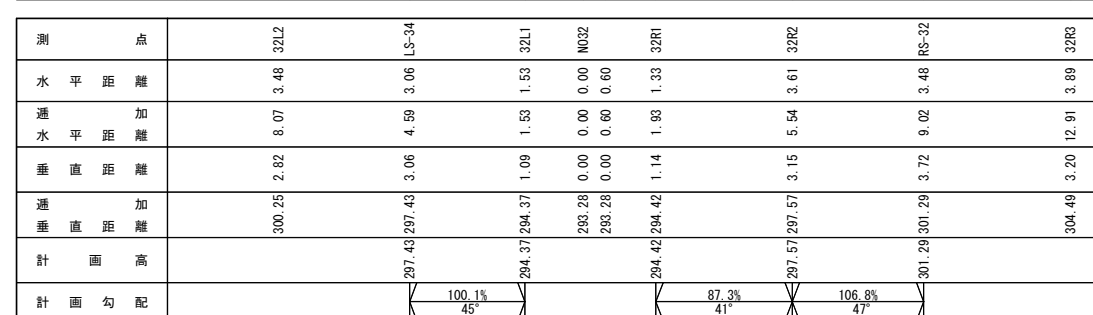 測 点 32L2 LS-34 32L1 NO32 32R1 32R2 RS-32 32R3
水 平 距 離 3.48 3.06 1.53 0.00 0.60 1.33 3.61 3.48 3.89
逓 加
水 平 距 離 8.07 4.59 1.53 0.00 0.60 1.93 5.54 9.02 12.91
垂 直 距 離 2.82 3.06 1.09 0.00 0.00 1.14 3.15 3.72 3.20
逓 加
垂 直 距 離 300.25 297.43 294.37 293.28 293.28 294.42 297.57 301.29 304.49
計 画 高 297.43 294.37 294.42 297.57 301.29
計 画 勾 配 100.1% 87.3% 106.8%
45° 41° 47°